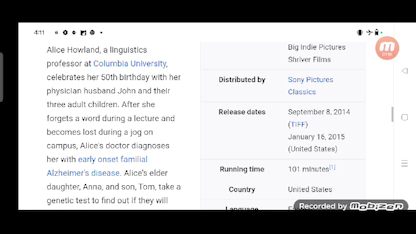 4:11
Alice Howland, a linguistics
professor at Columbia University,
celebrates her 50th birthday with her
physician husband John and their
three adult children. After she
forgets a word during a lecture and
becomes lost during a jog on
campus, Alice's doctor diagnoses
her with early onset familial
Alzheimer's disease. Alice's elder
daughter, Anna, and son, Tom, take a
genetic test to find out if they will
Big Indie Pictures
Shriver Films
Distributed by Sony Pictures
Classics
Release dates September 8, 2014
(TIFF)
January 16, 2015
(United States)
Running time 101 minutes[1]
Country United States
Language
Recorded by Mobizen